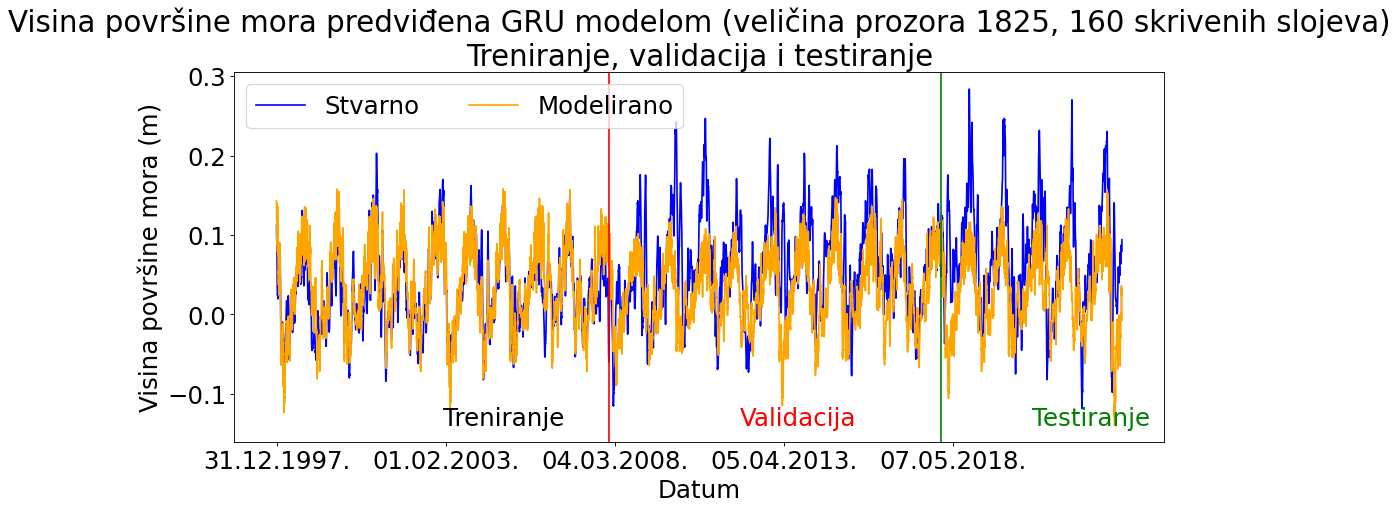 Visina površine mora predviđena GRU modelom (veličina prozora 1825, 160 skrivenih slojeva)
Treniranje, validacija i testiranje
Stvarno
Modelirano
Visina površine mora (m)
0.3
0.2
0.1
0.0
−0.1
Treniranje
Validacija
Testiranje
31.12.1997.
01.02.2003.
04.03.2008.
05.04.2013.
07.05.2018.
Datum